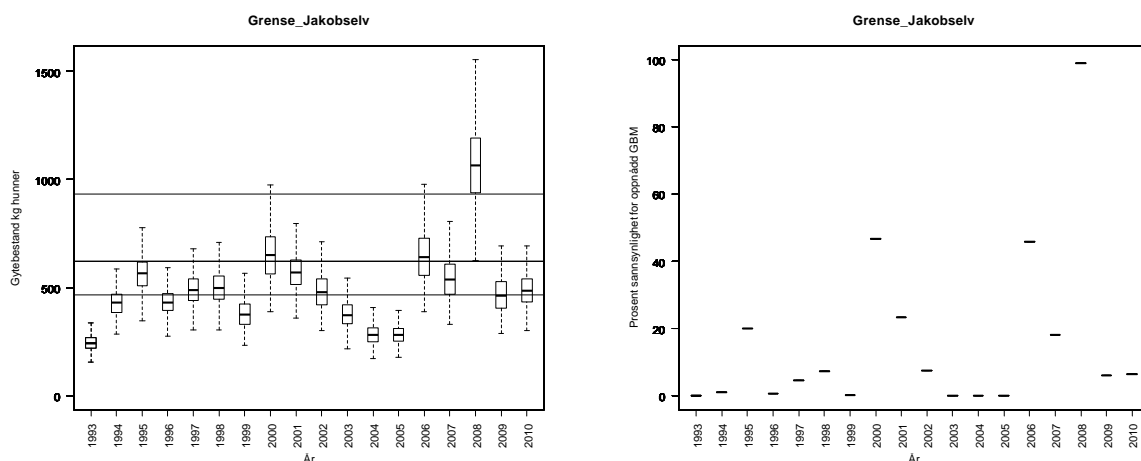 Grense_Jakobselv
Gytebestand kg hunner
1500
1000
500
0
1993 1994 1995 1996 1997 1998 1999 2000 2001 2002 2003 2004 2005 2006 2007 2008 2009 2010
År
Grense_Jakobselv
Prosent sannsynlighet for oppnådd GBM
100
80
60
40
20
0
1993 1994 1995 1996 1997 1998 1999 2000 2001 2002 2003 2004 2005 2006 2007 2008 2009 2010
År